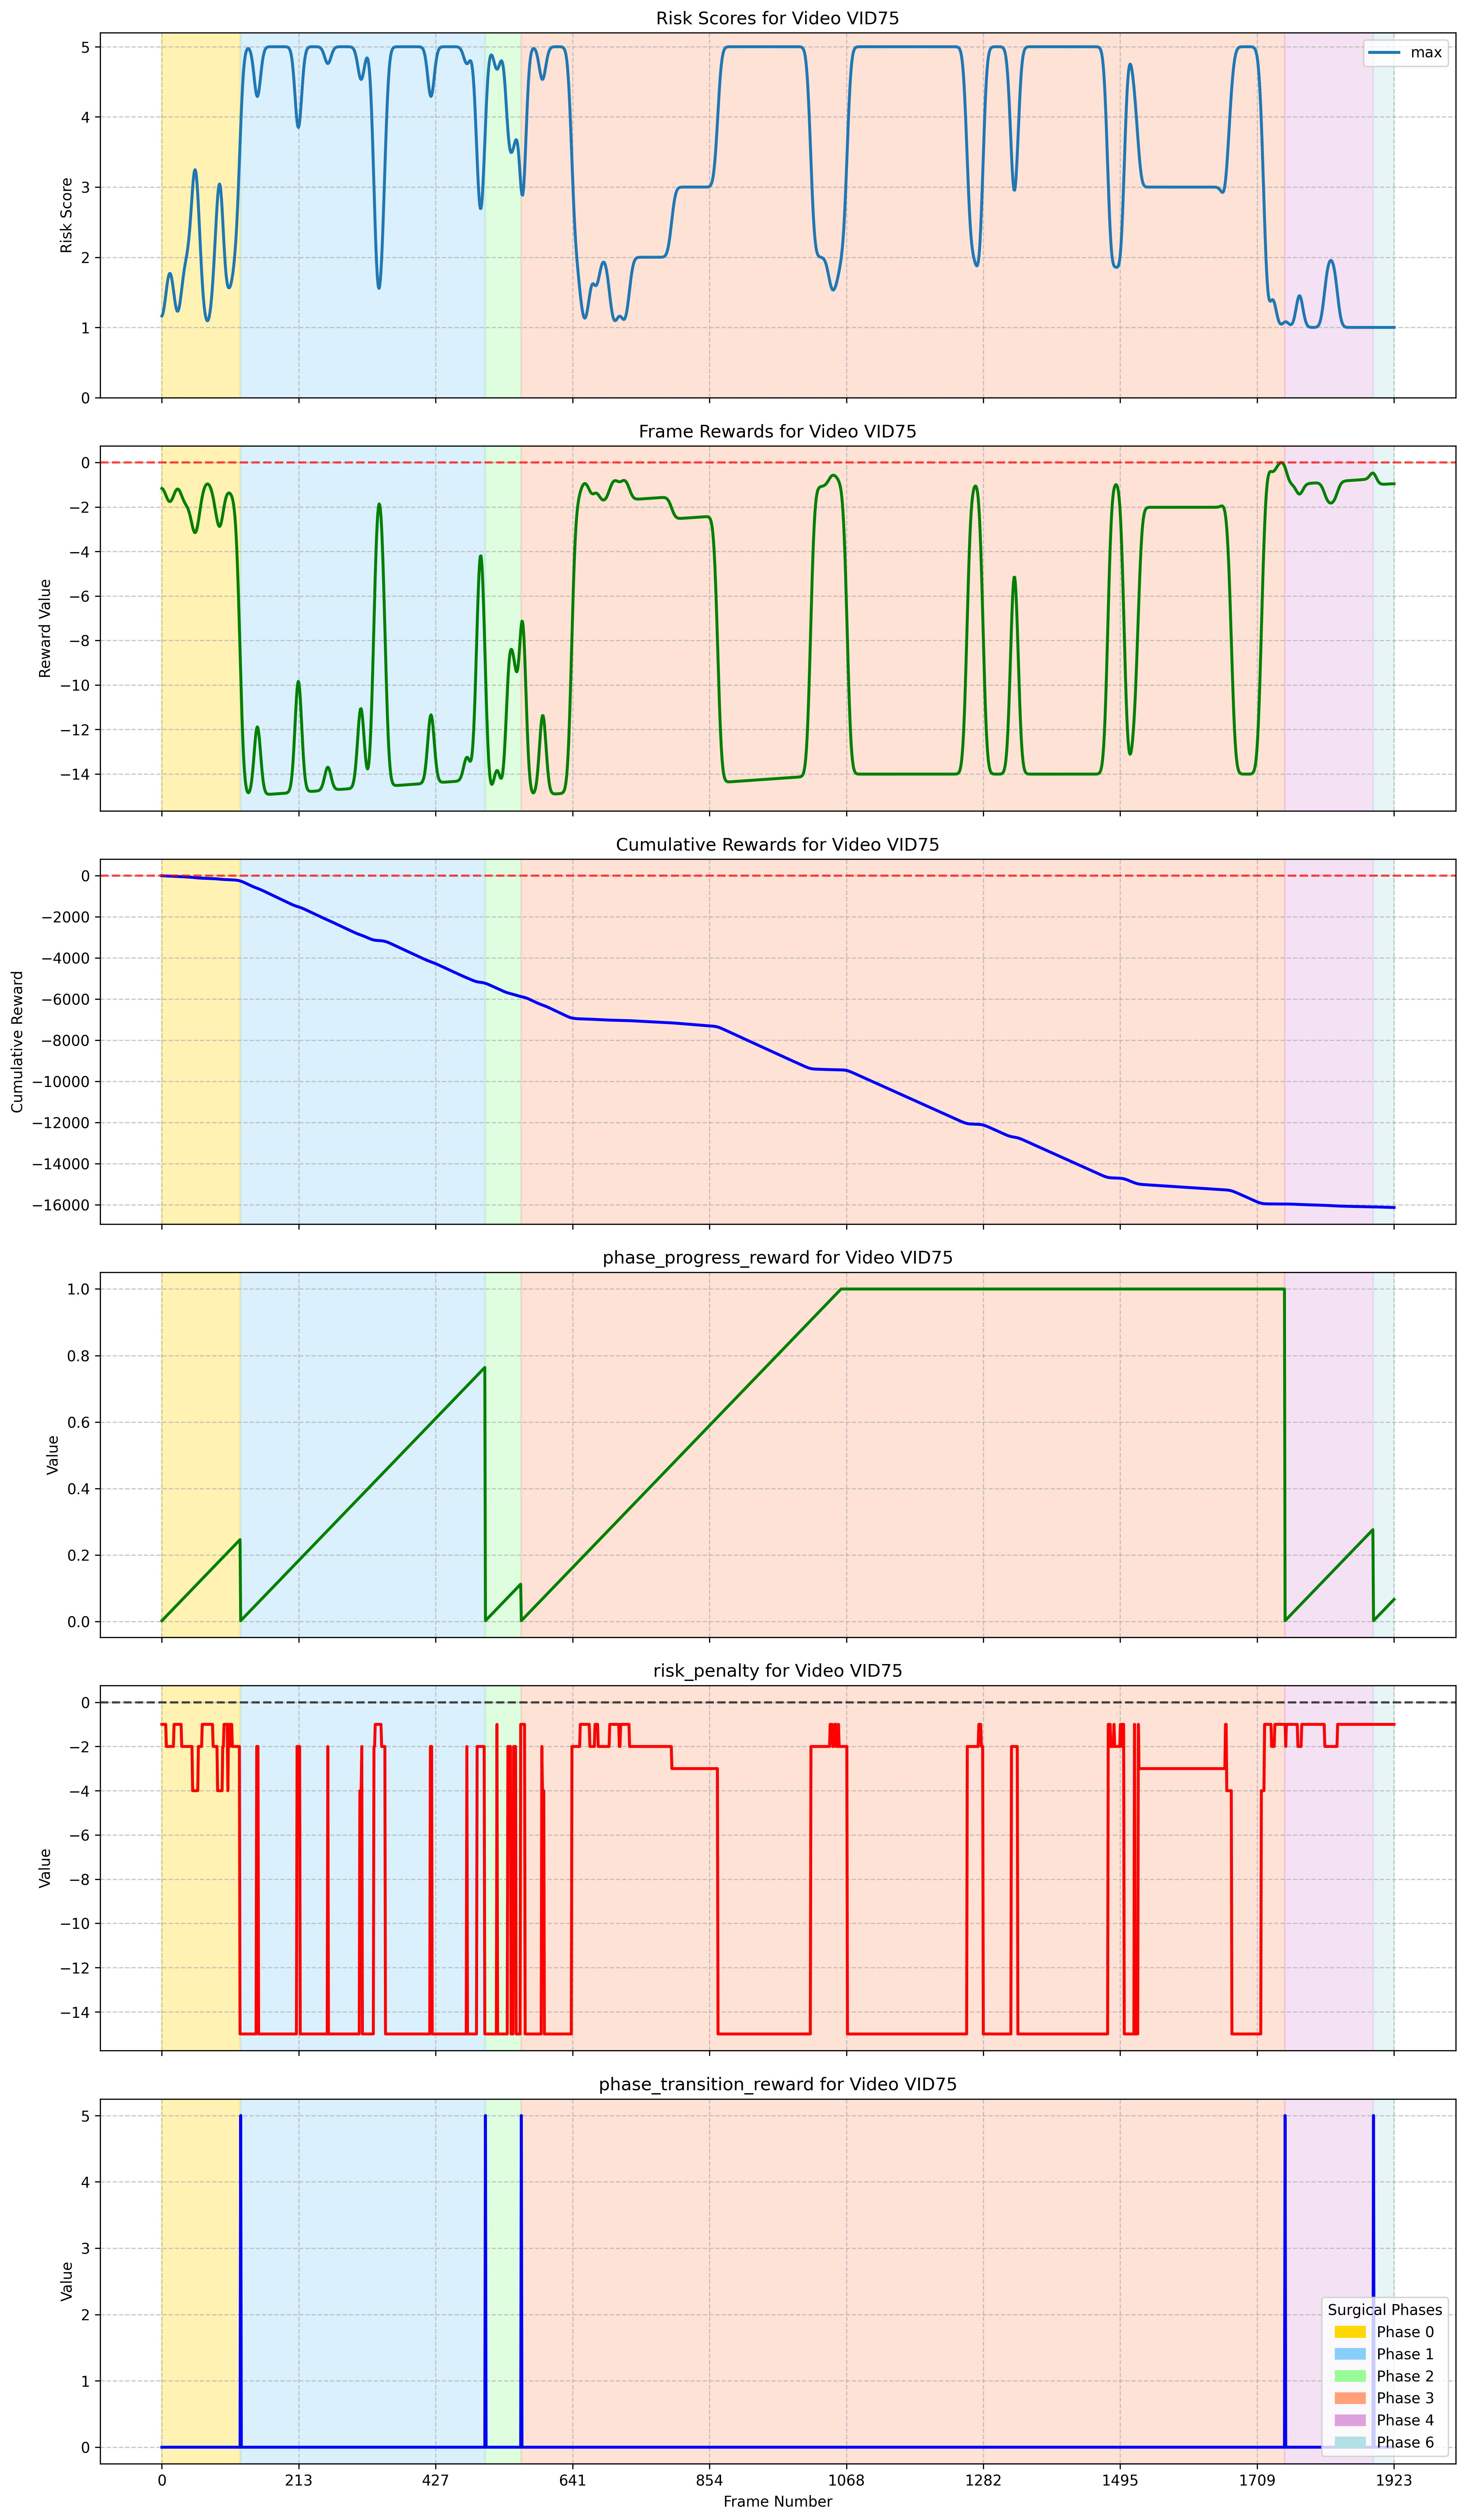 Risk Scores for Video VID75
max
Risk Score
5
4
3
2
1
0
Frame Rewards for Video VID75
Reward Value
0
−2
−4
−6
−8
−10
−12
−14
Cumulative Rewards for Video VID75
Cumulative Reward
0
−2000
−4000
−6000
−8000
−10000
−12000
−14000
−16000
phase_progress_reward for Video VID75
Value
1.0
0.8
0.6
0.4
0.2
0.0
risk_penalty for Video VID75
Value
0
−2
−4
−6
−8
−10
−12
−14
phase_transition_reward for Video VID75
Value
5
4
3
2
1
0
Surgical Phases
Phase 0
Phase 1
Phase 2
Phase 3
Phase 4
Phase 6
0 213 427 641 854 1068 1282 1495 1709 1923
Frame Number